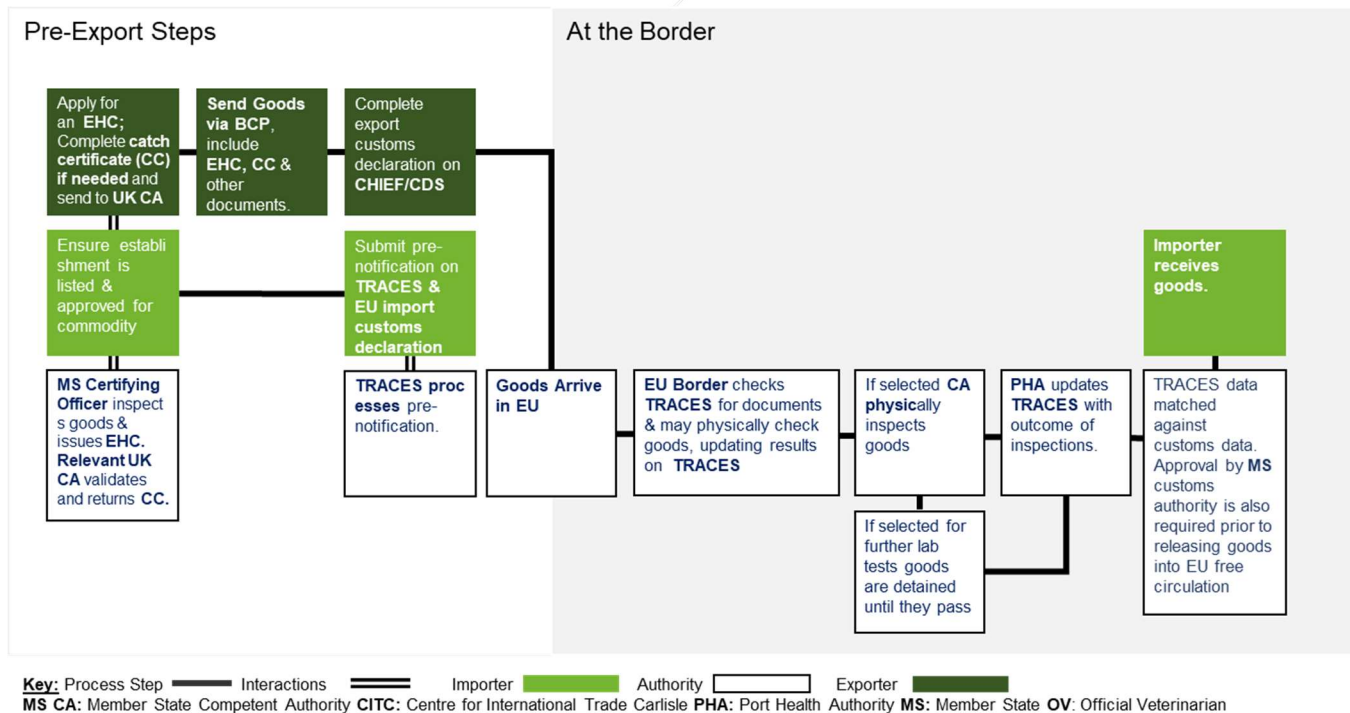 Pre-Export Steps
At the Border
Apply for
an EHC;
Complete catch
certificate (CC)
if needed and
send to UK CA
Send Goods
via BCP,
include
EHC, CC &
other
documents.
Complete
export
customs
declaration on
CHIEF/CDS
Ensure establi
shment is
listed &
approved for
commodity
Submit pre-
notification on
TRACES &
EU import
customs
declaration
Importer
receives
goods.
MS Certifying
Officer inspect
s goods &
issues EHC.
Relevant UK
CA validates
and returns CC.
TRACES proc
esses pre-
notification.
Goods Arrive
in EU
EU Border checks
TRACES for documents
& may physically check
goods, updating results
on TRACES
If selected CA
physically
inspects
goods
PHA updates
TRACES with
outcome of
inspections.
TRACES data
matched
against
customs data.
Approval by MS
customs
authority is also
required prior to
releasing goods
into EU free
circulation
If selected for
further lab
tests goods
are detained
until they pass
Key: Process Step Interactions Importer Authority Exporter
MS CA: Member State Competent Authority CITC: Centre for International Trade Carlisle PHA: Port Health Authority MS: Member State OV: Official Veterinarian